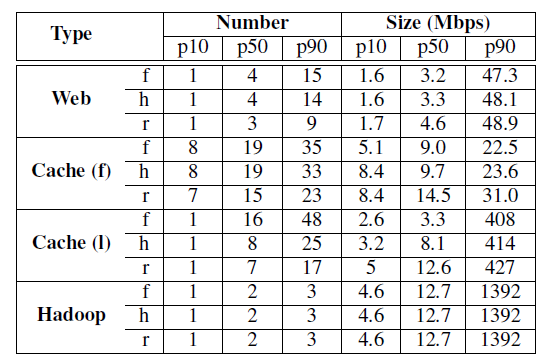 Type Number Size (Mbps)
p10 p50 p90 p10 p50 p90
Web f 1 4 15 1.6 3.2 47.3
h 1 4 14 1.6 3.3 48.1
r 1 3 9 1.7 4.6 48.9
Cache (f) f 8 19 35 5.1 9.0 22.5
h 8 19 33 8.4 9.7 23.6
r 7 15 23 8.4 14.5 31.0
Cache (l) f 1 16 48 2.6 3.3 408
h 1 8 25 3.2 8.1 414
r 1 7 17 5 12.6 427
Hadoop f 1 2 3 4.6 12.7 1392
h 1 2 3 4.6 12.7 1392
r 1 2 3 4.6 12.7 1392